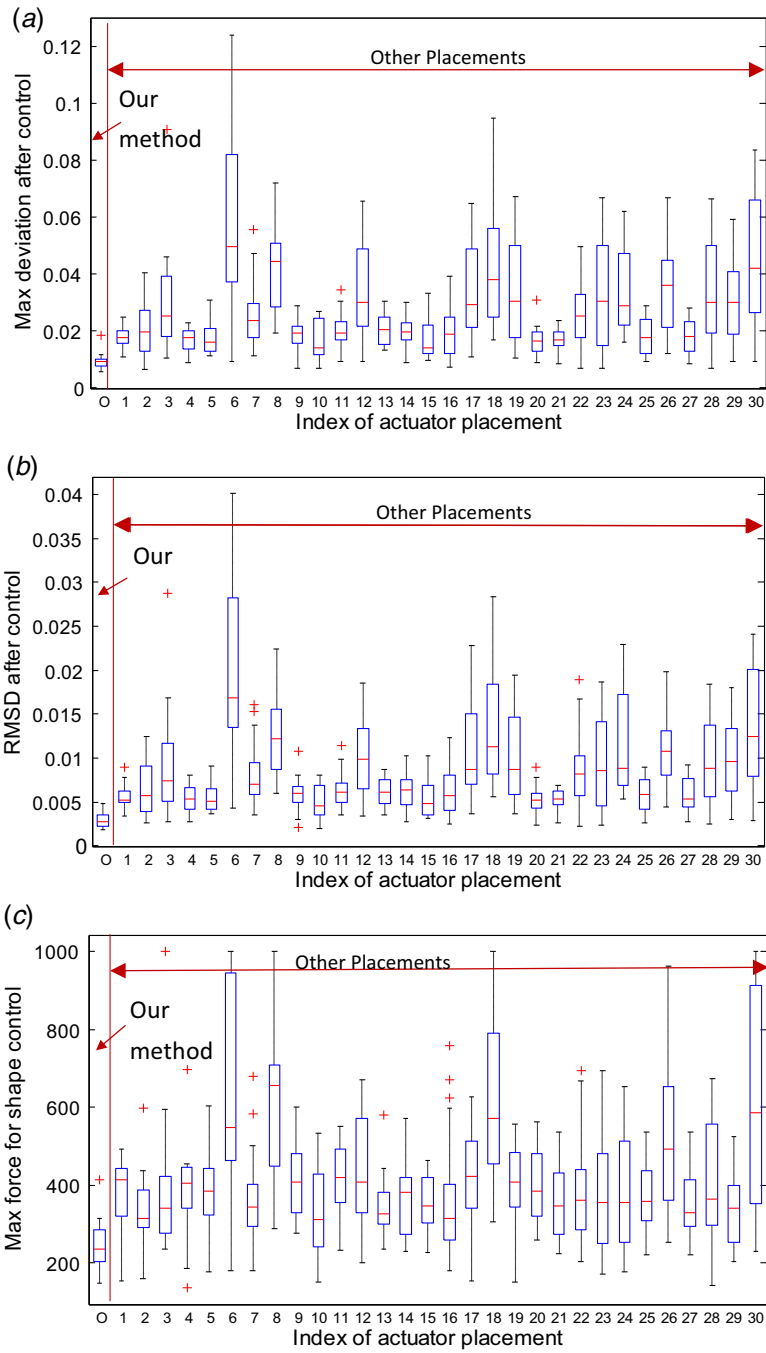 (a)
0.12
0.1
0.08
0.06
0.04
0.02
0
Max deviation after control
Other Placements
Our
method
O 1 2 3 4 5 6 7 8 9 10 11 12 13 14 15 16 17 18 19 20 21 22 23 24 25 26 27 28 29 30
Index of actuator placement
(b)
0.04
0.035
0.03
0.025
0.02
0.015
0.01
0.005
0
RMSD after control
Other Placements
Our
O 1 2 3 4 5 6 7 8 9 10 11 12 13 14 15 16 17 18 19 20 21 22 23 24 25 26 27 28 29 30
Index of actuator placement
(c)
1000
800
600
400
200
Max force for shape control
Other Placements
Our
method
O 1 2 3 4 5 6 7 8 9 10 11 12 13 14 15 16 17 18 19 20 21 22 23 24 25 26 27 28 29 30
Index of actuator placement